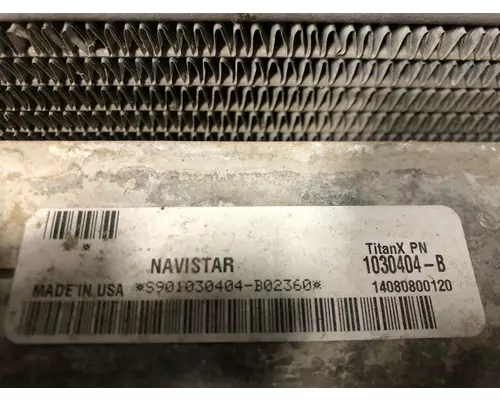 NAVISTAR
TitanX PN
1030404-B
MADE IN USA *S901030404-B02360*
14080800120